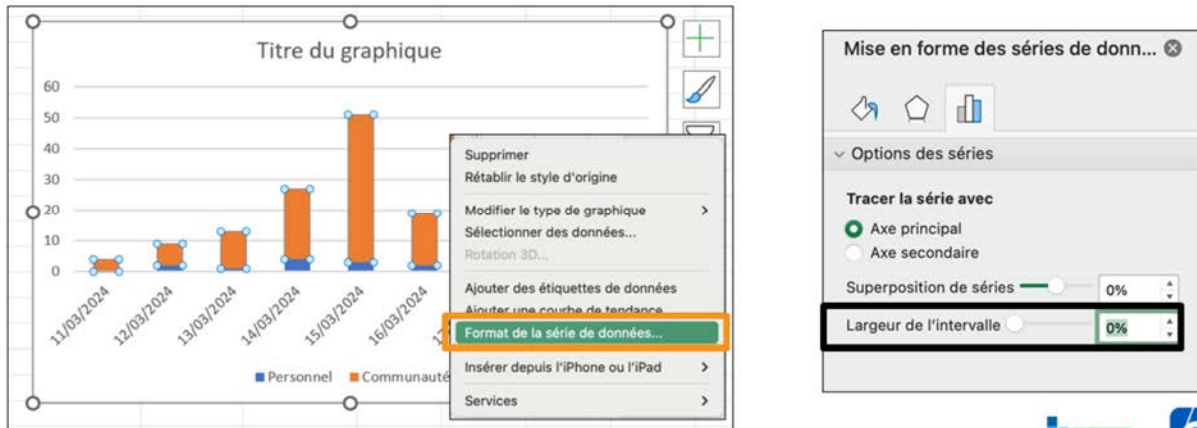 Titre du graphique
60
50
40
30
20
10
0
11/03/2024
12/03/2024
13/03/2024
14/03/2024
15/03/2024
16/03/2024
Personnel
Communauté
Supprimer
Rétablir le style d'origine
Modifier le type de graphique
Sélectionner des données...
Rotation 3D...
Ajouter des étiquettes de données
Ajouter une courbe de tendance
Format de la série de données...
Insérer depuis l'iPhone ou l'iPad
Services
Mise en forme des séries de donn...
Options des séries
Tracer la série avec
Axe principal
Axe secondaire
Superposition de séries 0%
Largeur de l'intervalle 0%